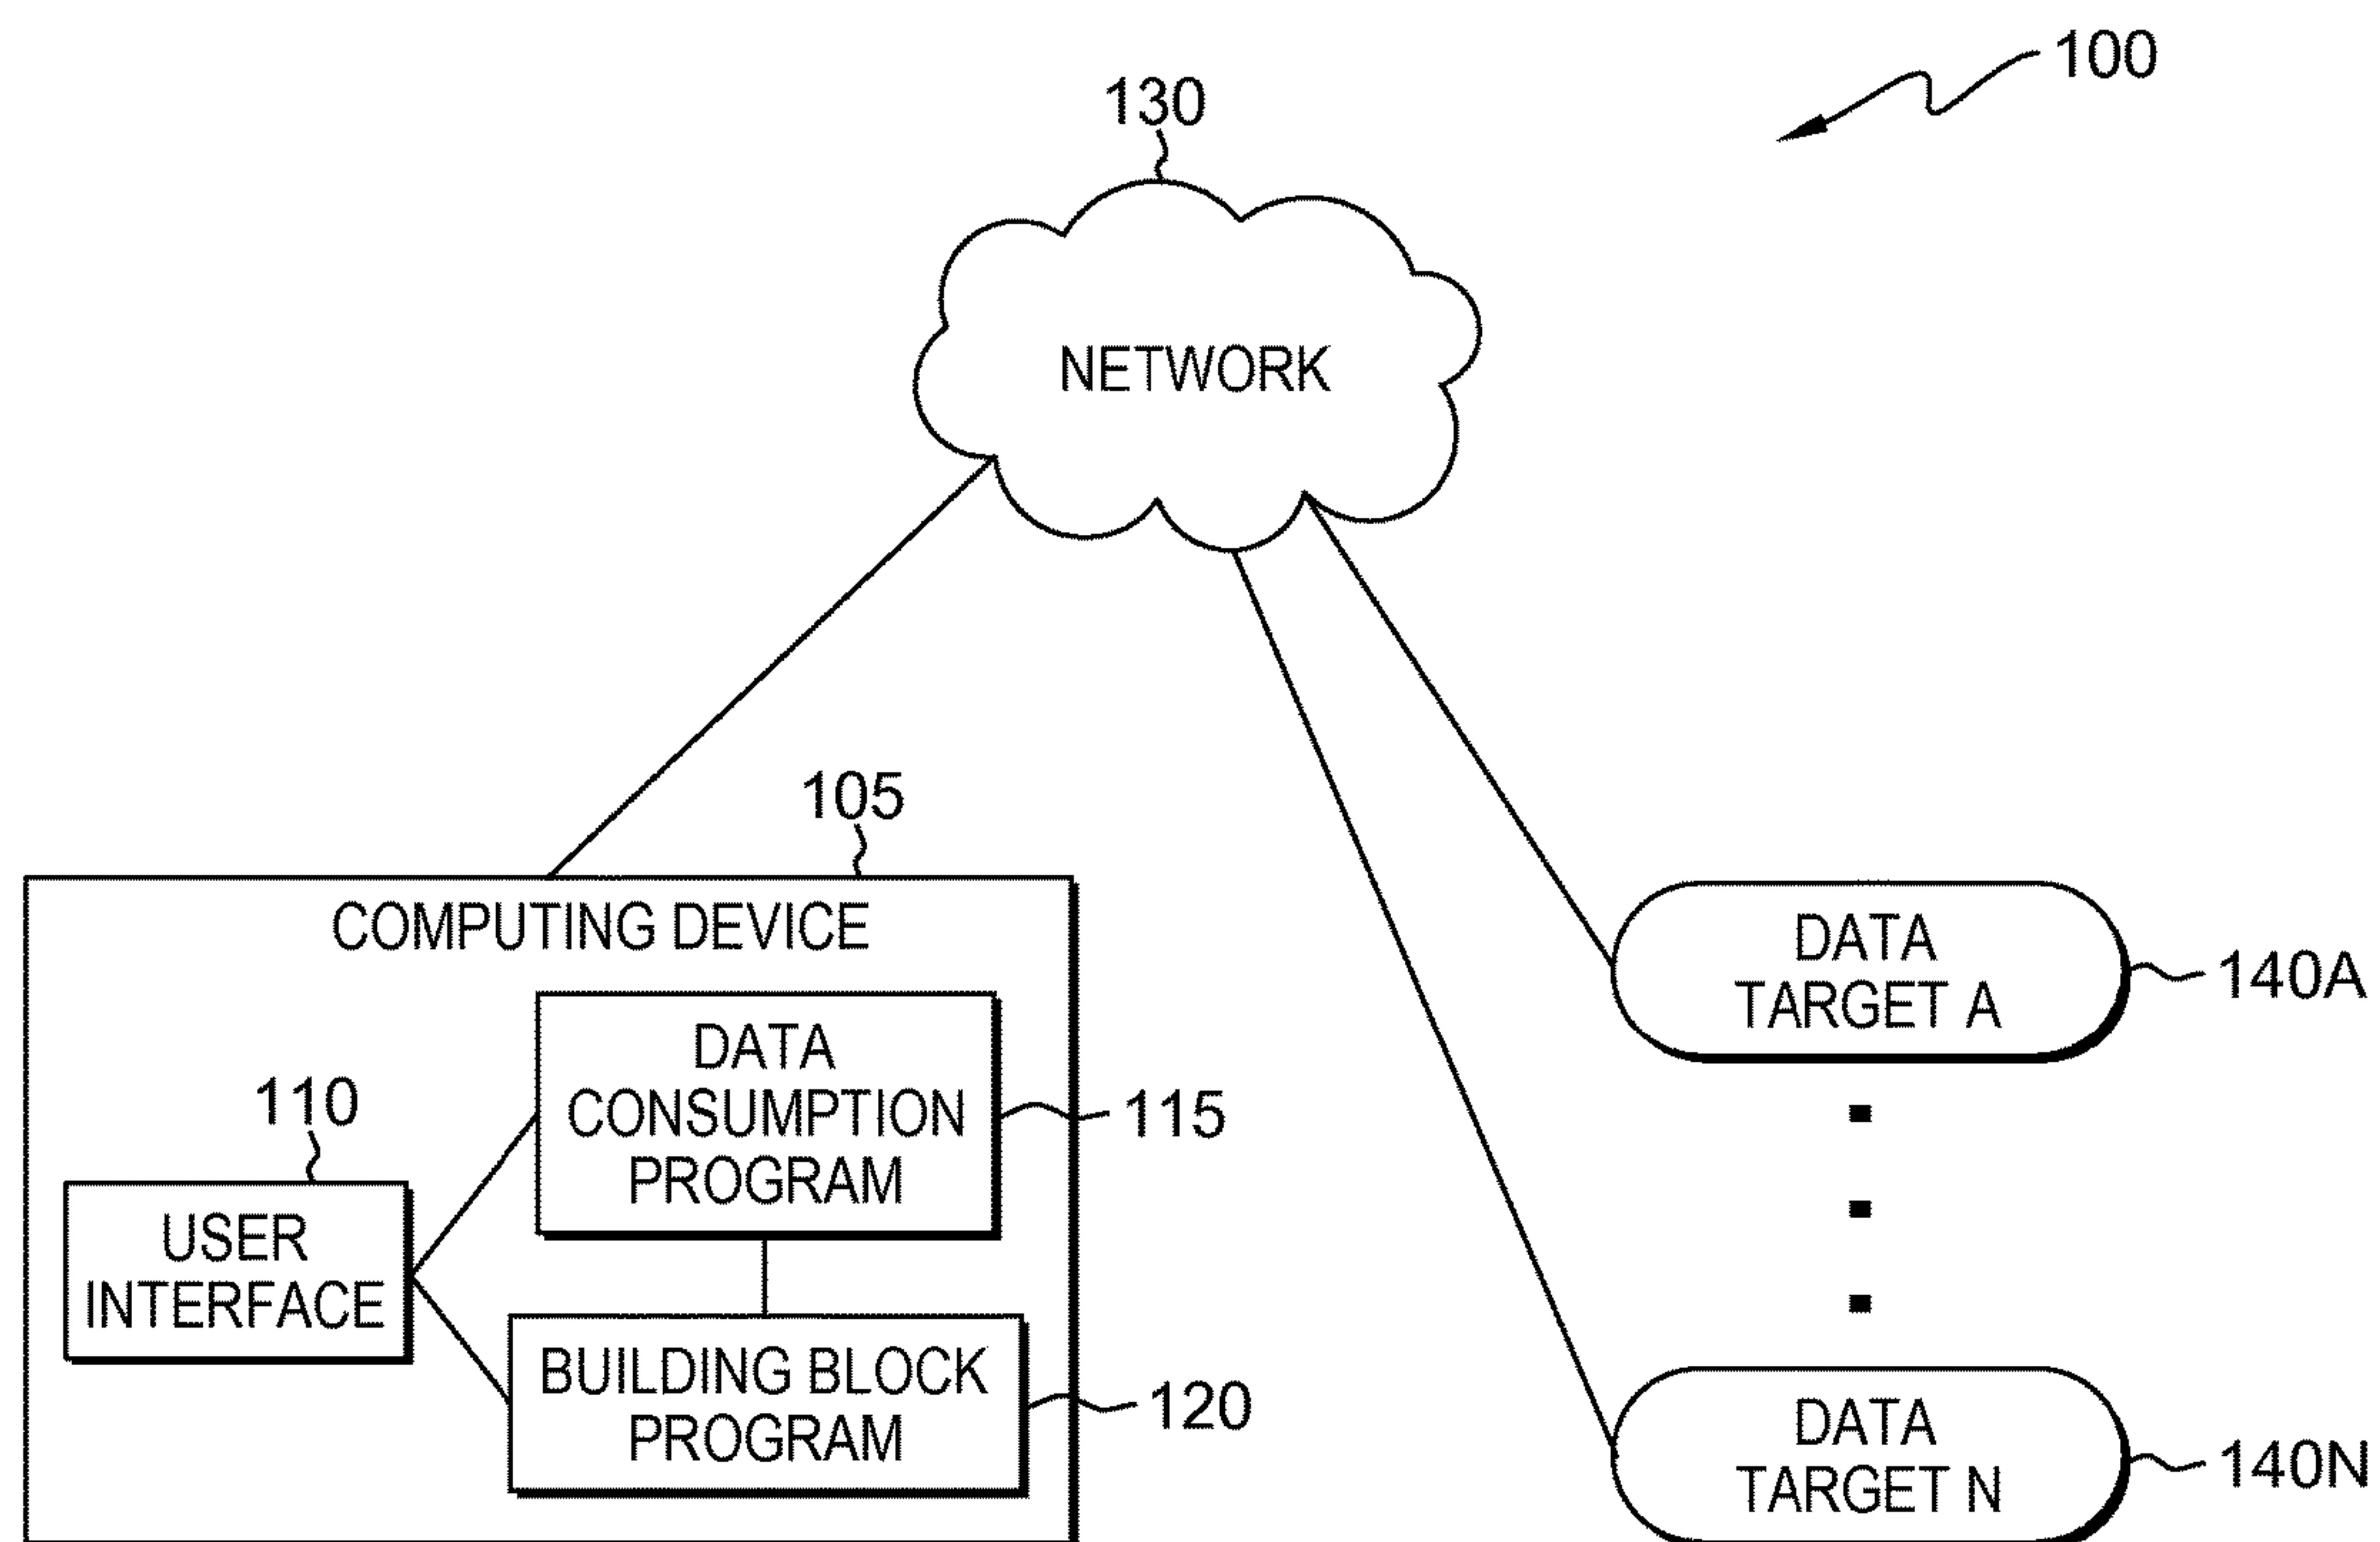 100
130
NETWORK
105
COMPUTING DEVICE
DATA
CONSUMPTION
PROGRAM
115
110
USER
INTERFACE
BUILDING BLOCK
PROGRAM
120
DATA
TARGET A
140A
DATA
TARGET N
140N